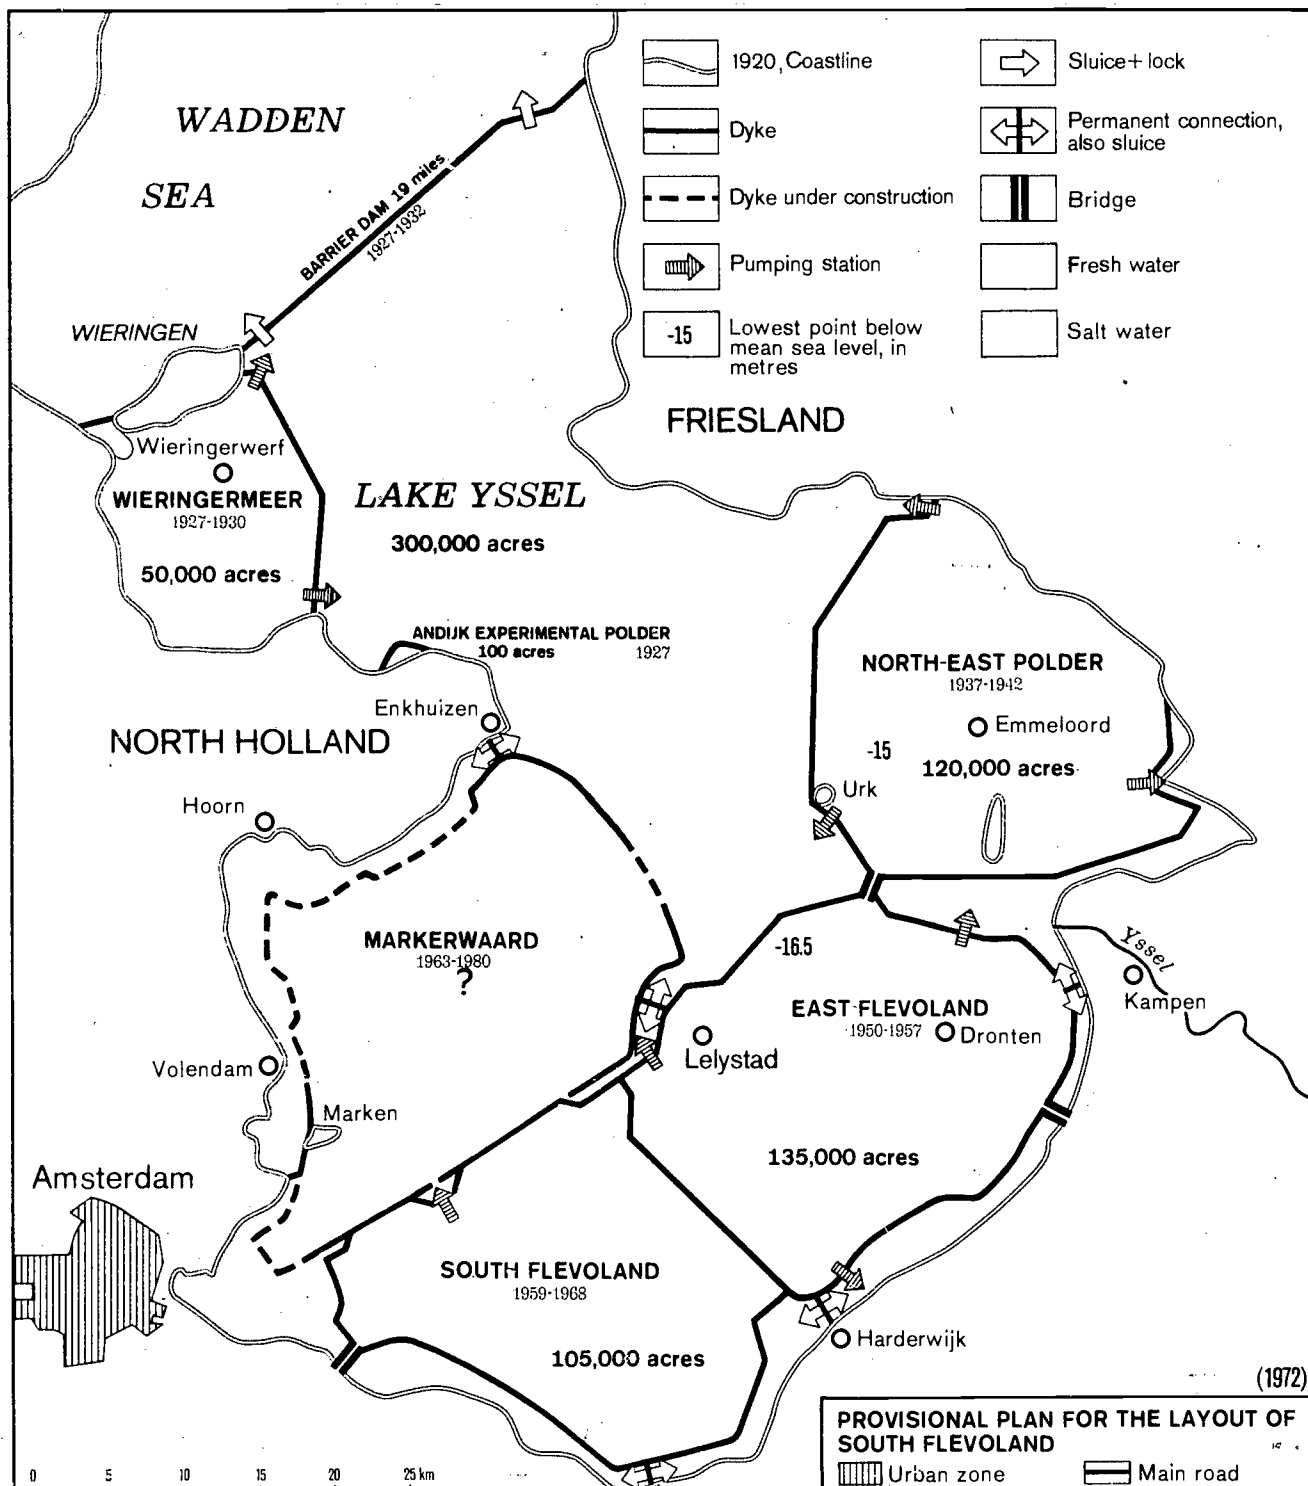 WADDEN
SEA
1920, Coastline
Dyke
Dyke under construction
Pumping station
-15
Lowest point below
mean sea level, in
metres
Sluice+ lock
Permanent connection,
also sluice
Bridge
Fresh water
Salt water
BARRIER DAM 19 miles
1927-1932
WIERINGEN
FRIESLAND
Wieringerwerf
WIERINGERMEER
1927-1930
50,000 acres
LAKE YSSEL
300,000 acres
ANDIJK EXPERIMENTAL POLDER
100 acres 1927
Enkhuizen
NORTH HOLLAND
Hoorn
NORTH-EAST POLDER
1937-1942
Emmeloord
-15
120,000 acres
Urk
MARKERWAARD
1963-1980
?
-16.5
EAST-FLEVOLAND
1950-1957
Dronten
Lelystad
Yssel
Kampen
Volendam
Marken
135,000 acres
Amsterdam
SOUTH FLEVOLAND
1959-1968
105,000 acres
Harderwijk
(1972)
PROVISIONAL PLAN FOR THE LAYOUT OF
SOUTH FLEVOLAND
Urban zone
Main road
0 5 10 15 20 25 km